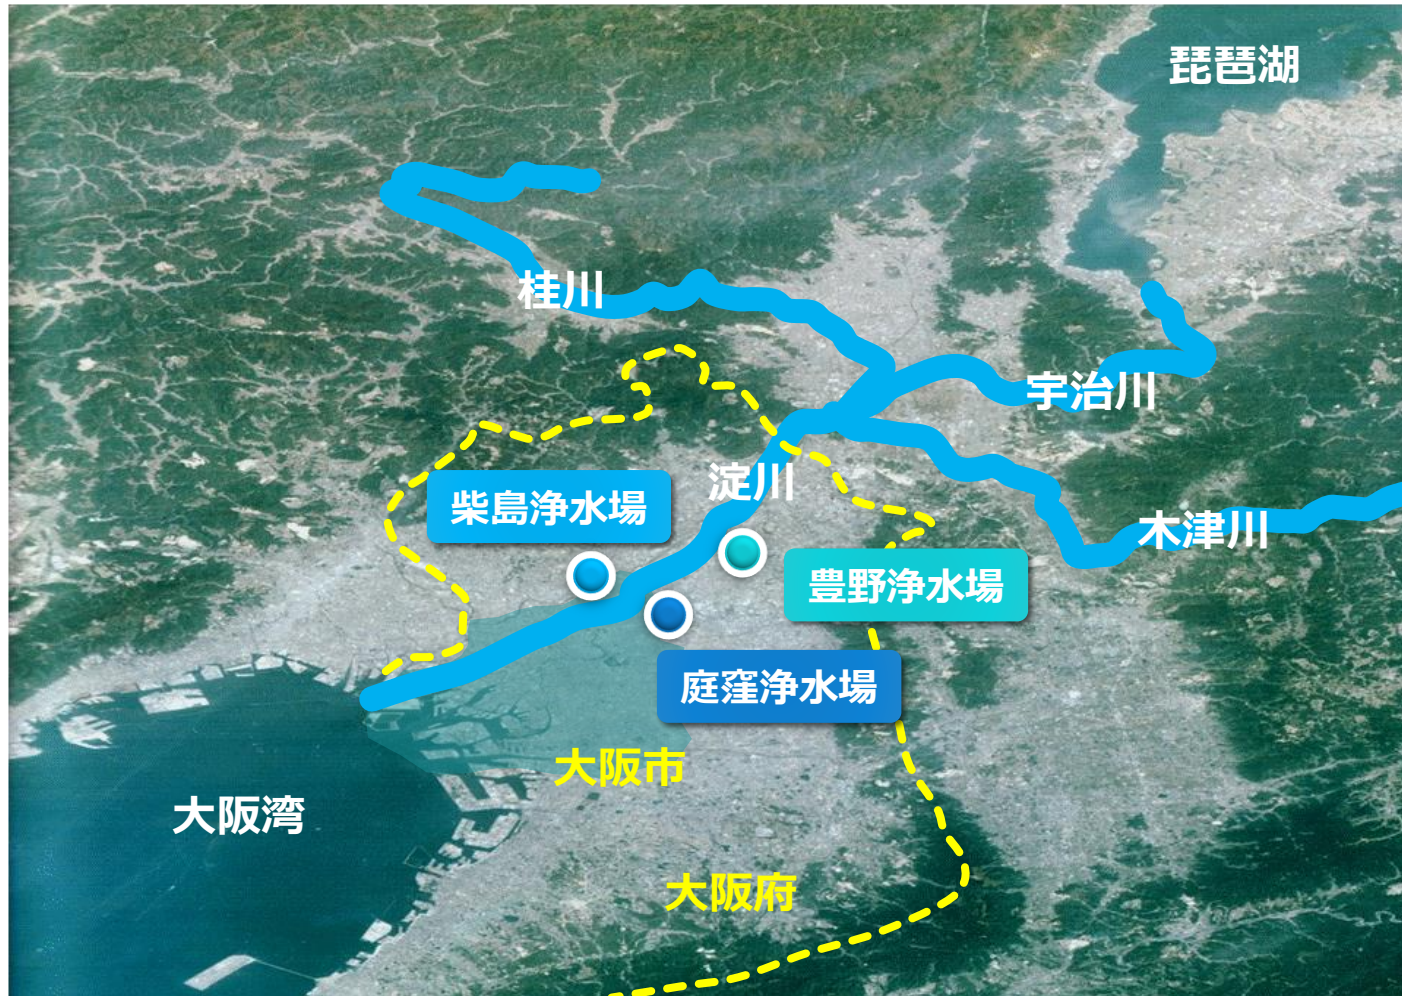 琵琶湖
桂川
宇治川
淀川
柴島浄水場
木津川
豊野浄水場
庭窪浄水場
大阪市
大阪湾
大阪府